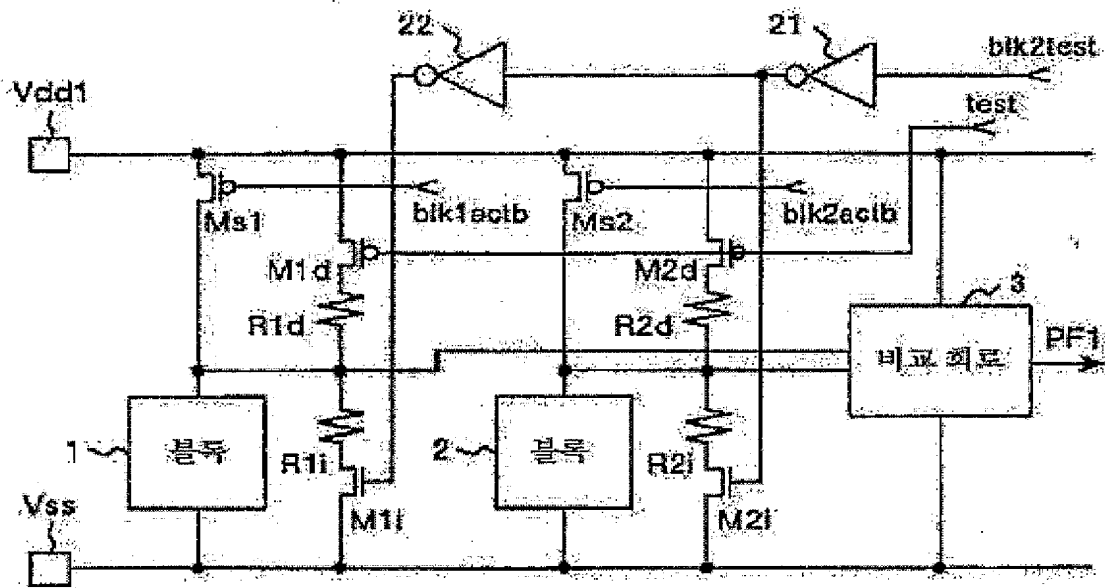 22
21
blk2test
Vdd1
test
Ms1
blk1actb
Ms2
blk2actb
M1d
M2d
3
R1d
R2d
비교 회로
PF1
1
블록
R1i
2
블록
R2i
Vss
M1i
M2i